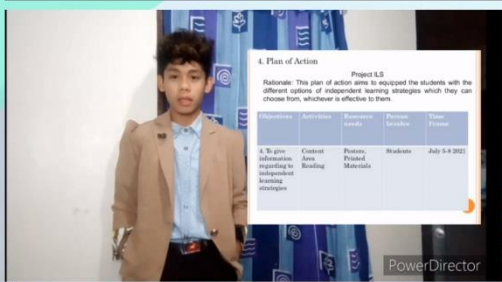 4. Plan of Action
Project ILS
Rationale: This plan of action aims to equipped the students with the
different options of independent learning strategies which they can
choose from, whichever is effective to them.
Objectives Activities Resource needs Person Involve Time Frame
4. To give
information
regarding to
independent
learning
strategies
Content
Area
Reading
Posters,
Printed
Materials
Students
July 5-8 2021
PowerDirector